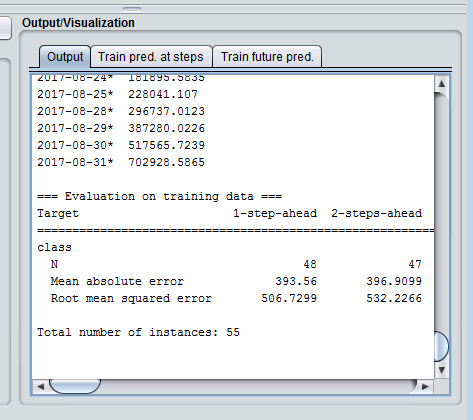 Output/Visualization
Output Train pred. at steps Train future pred.
2017-08-24* 181895.5835
2017-08-25* 228041.107
2017-08-28* 296737.0123
2017-08-29* 387280.0226
2017-08-30* 517565.7239
2017-08-31* 702928.5865
=== Evaluation on training data ===
Target 1-step-ahead 2-steps-ahead
==========================================================
class
N 48 47
Mean absolute error 393.56 396.9099
Root mean squared error 506.7299 532.2266
Total number of instances: 55